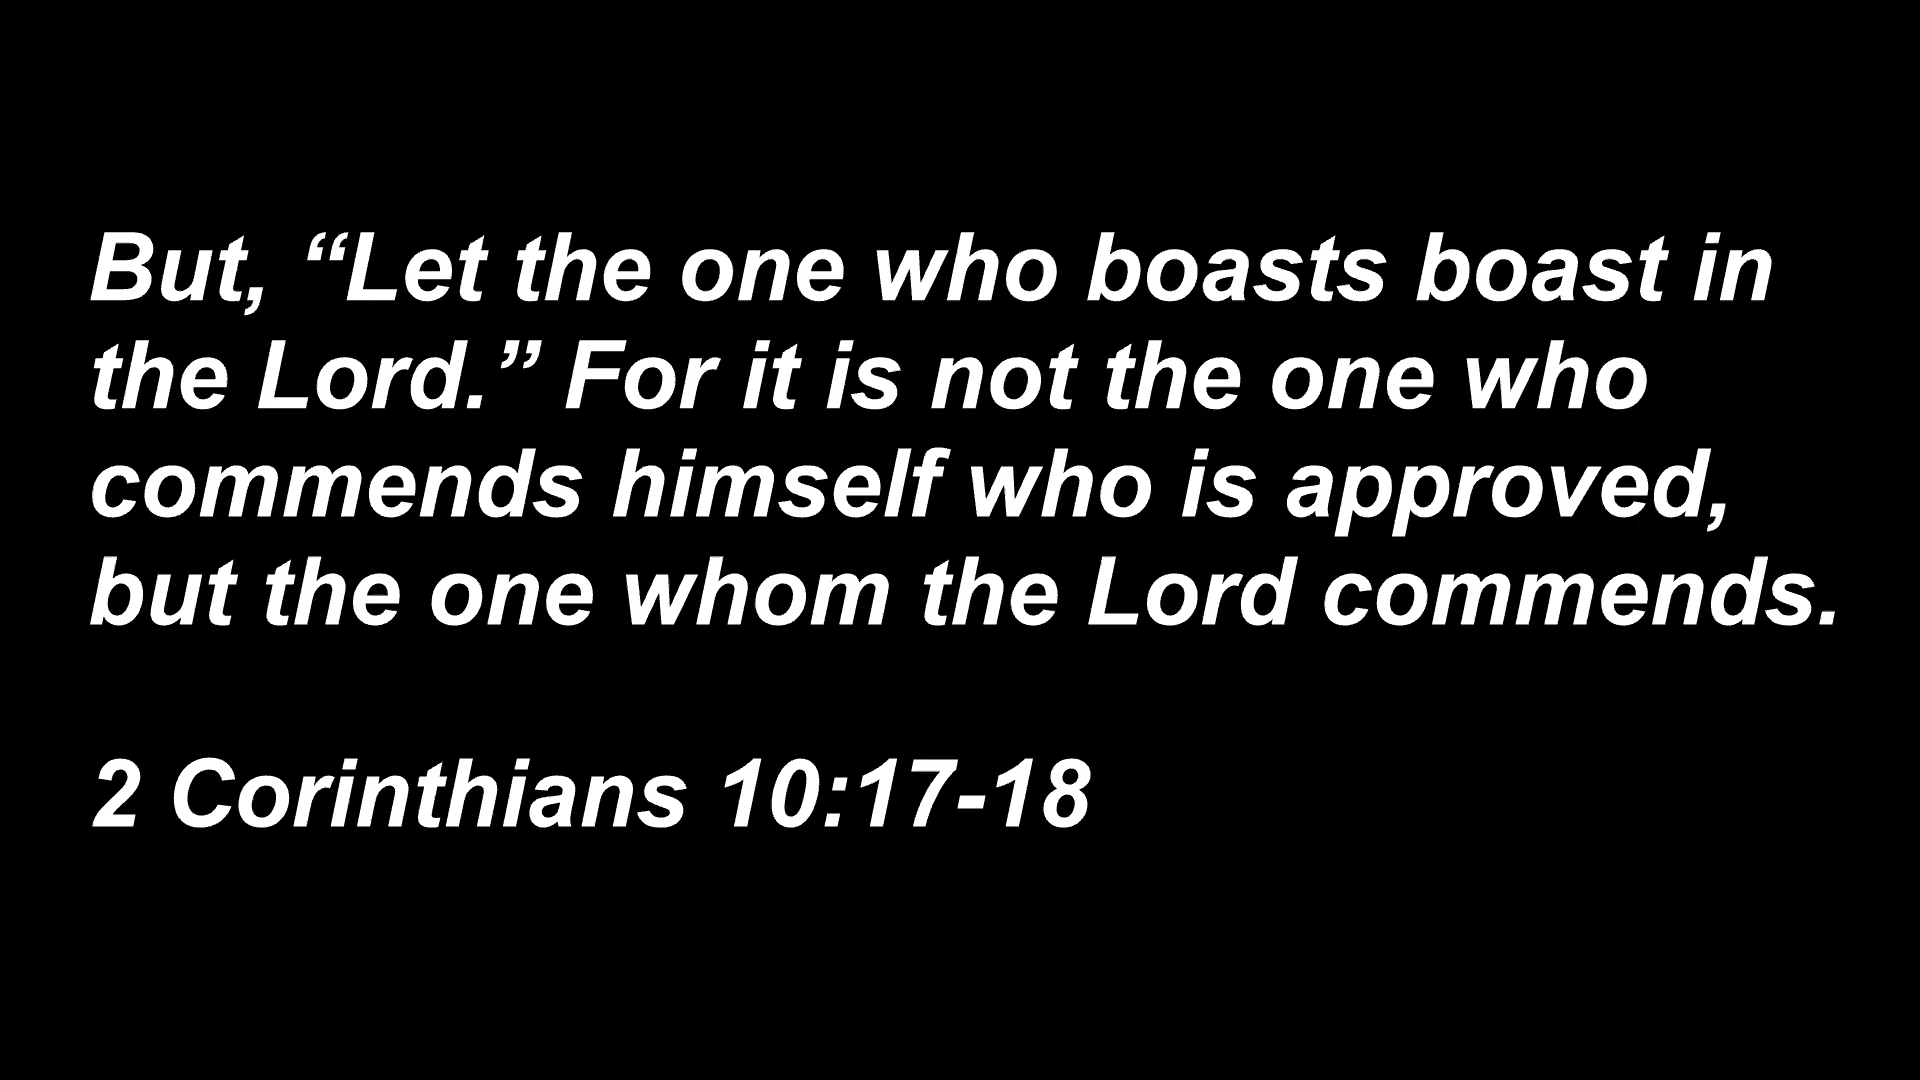 But, “Let the one who boasts boast in
the Lord.” For it is not the one who
commends himself who is approved,
but the one whom the Lord commends.
2 Corinthians 10:17-18